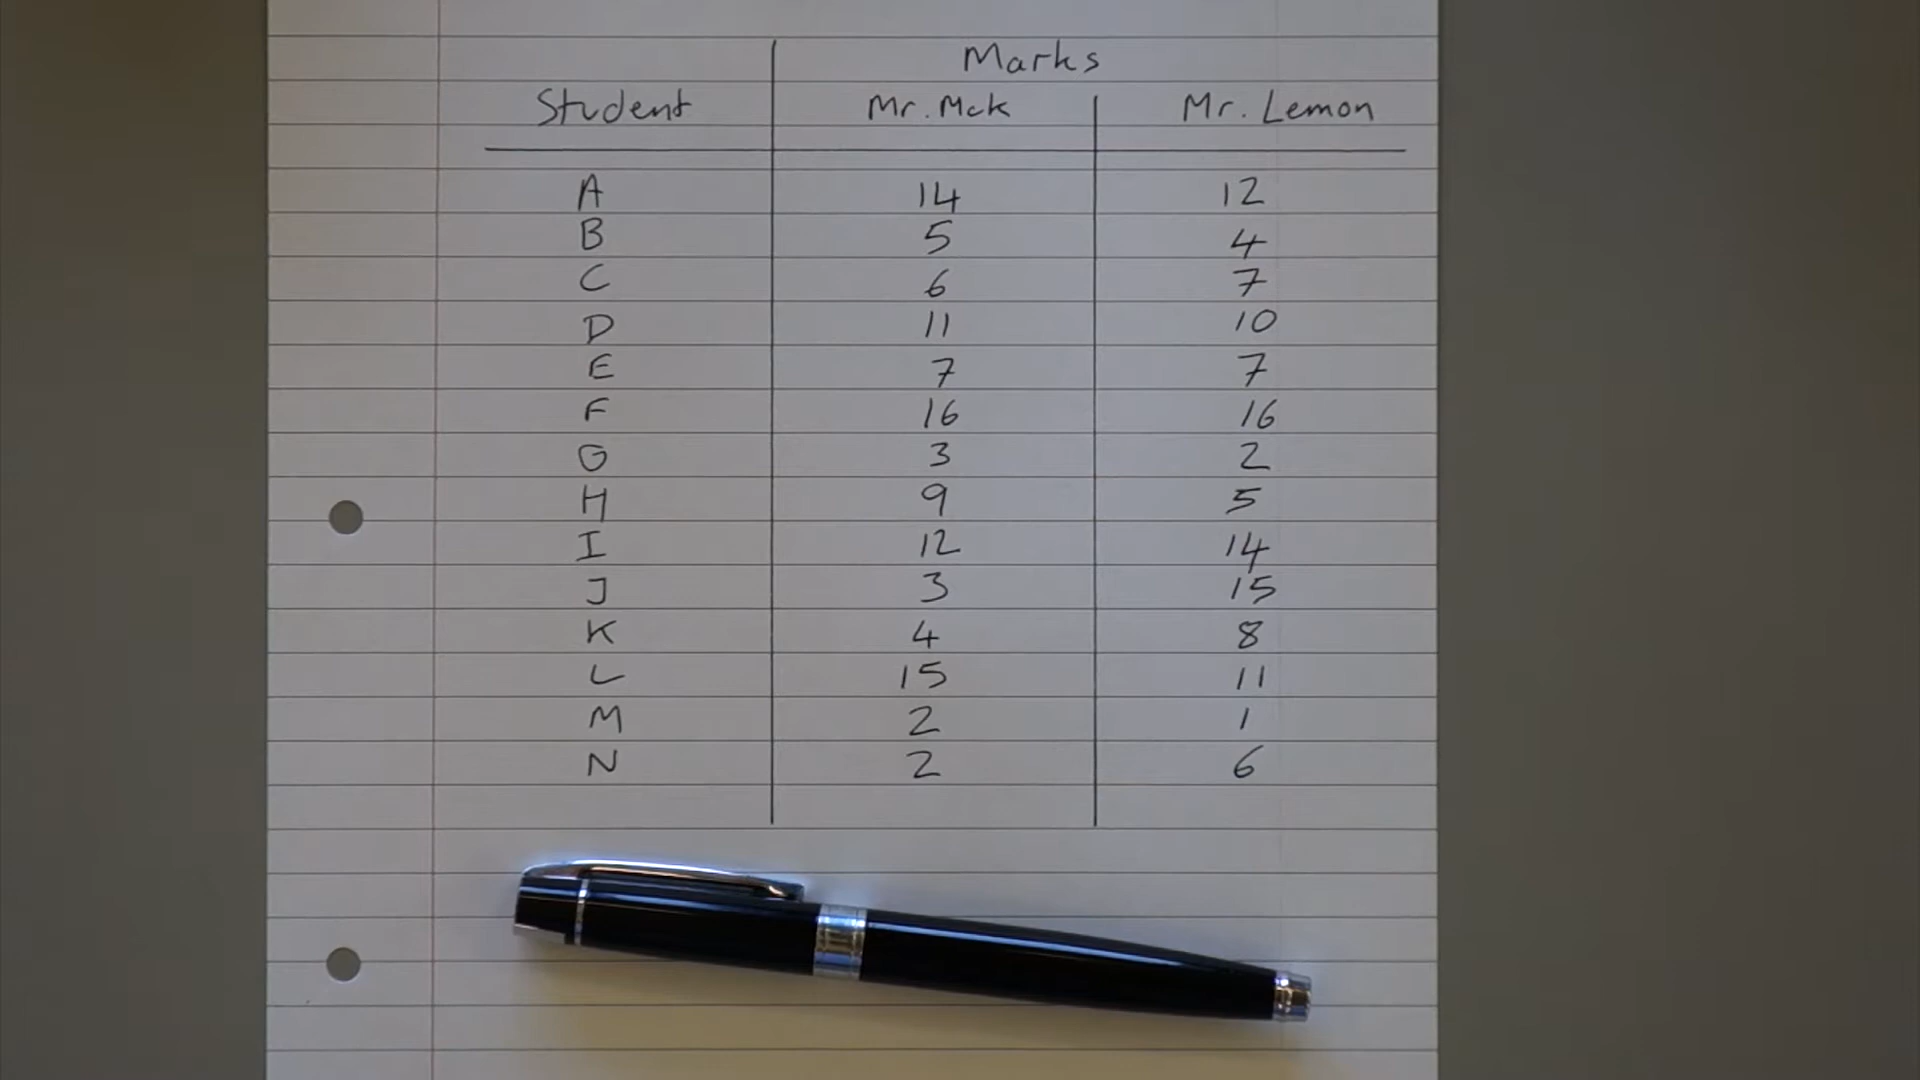 Marks
Student Mr. Mck Mr. Lemon
A 14 12
B 5 4
C 6 7
D 11 10
E 7 7
F 16 16
G 3 2
H 9 5
I 12 14
J 3 15
K 4 8
L 15 11
M 2 1
N 2 6